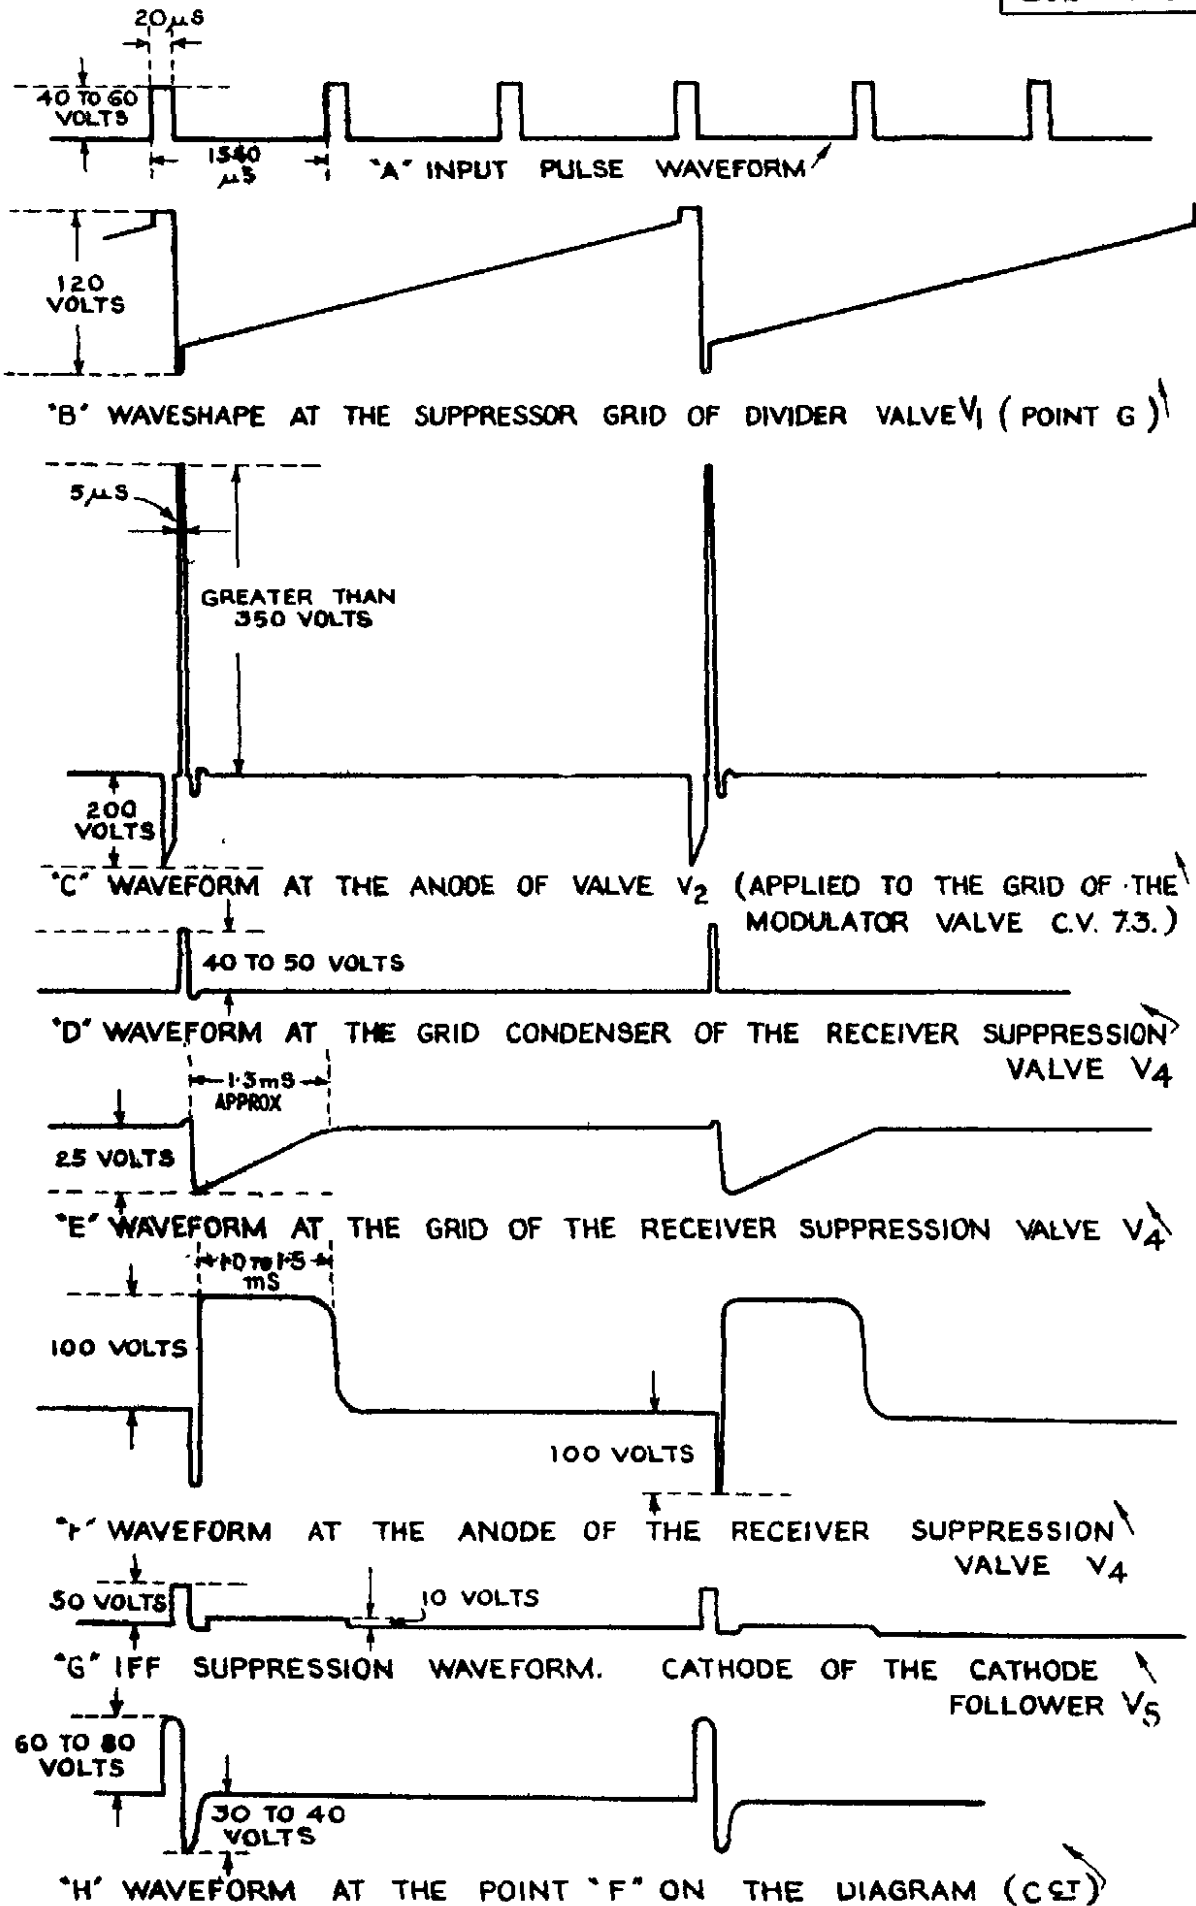 20µS
40 TO 60
VOLTS
1540
µS
"A" INPUT PULSE WAVEFORM
120
VOLTS
"B" WAVESHAPE AT THE SUPPRESSOR GRID OF DIVIDER VALVE V1 (POINT G)
5µS
GREATER THAN
350 VOLTS
200
VOLTS
"C" WAVEFORM AT THE ANODE OF VALVE V2 (APPLIED TO THE GRID OF THE
MODULATOR VALVE C.V. 73.)
40 TO 50 VOLTS
"D" WAVEFORM AT THE GRID CONDENSER OF THE RECEIVER SUPPRESSION
VALVE V4
1·3mS
APPROX
25 VOLTS
"E" WAVEFORM AT THE GRID OF THE RECEIVER SUPPRESSION VALVE V4
1·0 TO 1·5
mS
100 VOLTS
100 VOLTS
"F" WAVEFORM AT THE ANODE OF THE RECEIVER SUPPRESSION
VALVE V4
50 VOLTS
10 VOLTS
"G" IFF SUPPRESSION WAVEFORM. CATHODE OF THE CATHODE
FOLLOWER V5
60 TO 80
VOLTS
30 TO 40
VOLTS
"H" WAVEFORM AT THE POINT "F" ON THE DIAGRAM (CCT)